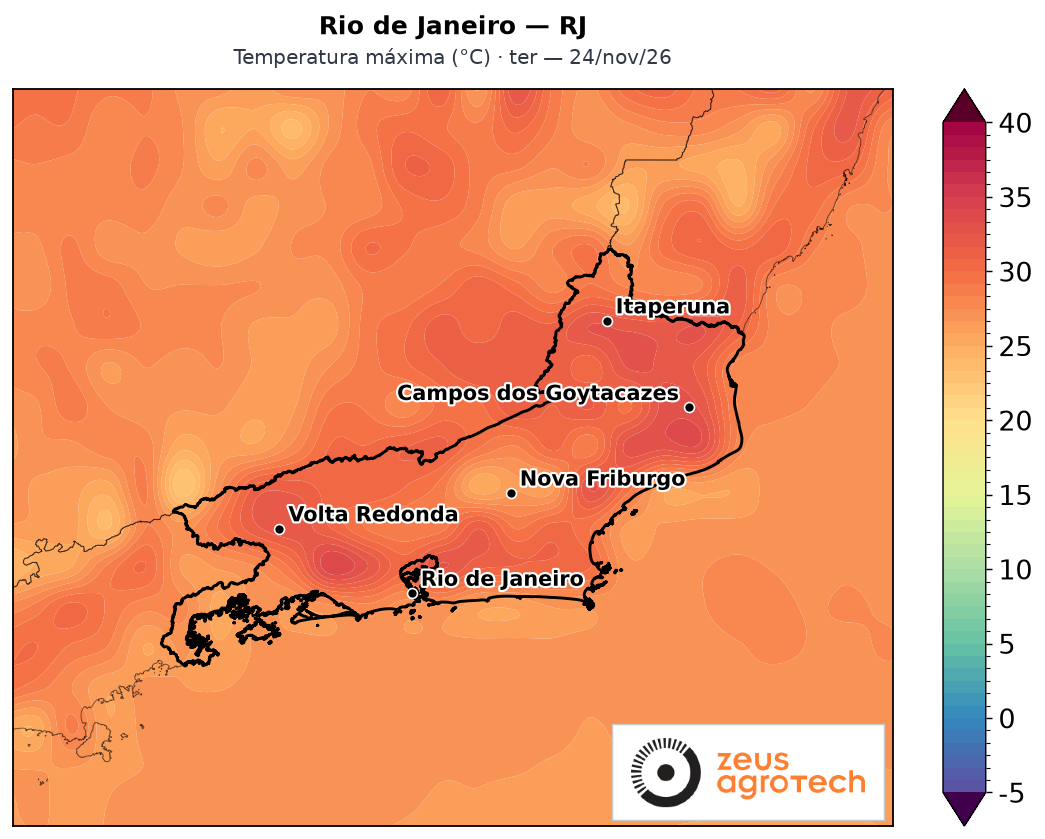 Rio de Janeiro — RJ
Temperatura máxima (°C) · ter — 24/nov/26
Itaperuna
Campos dos Goytacazes
Nova Friburgo
Volta Redonda
Rio de Janeiro
40
35
30
25
20
15
10
5
0
-5
zeus
agrotech